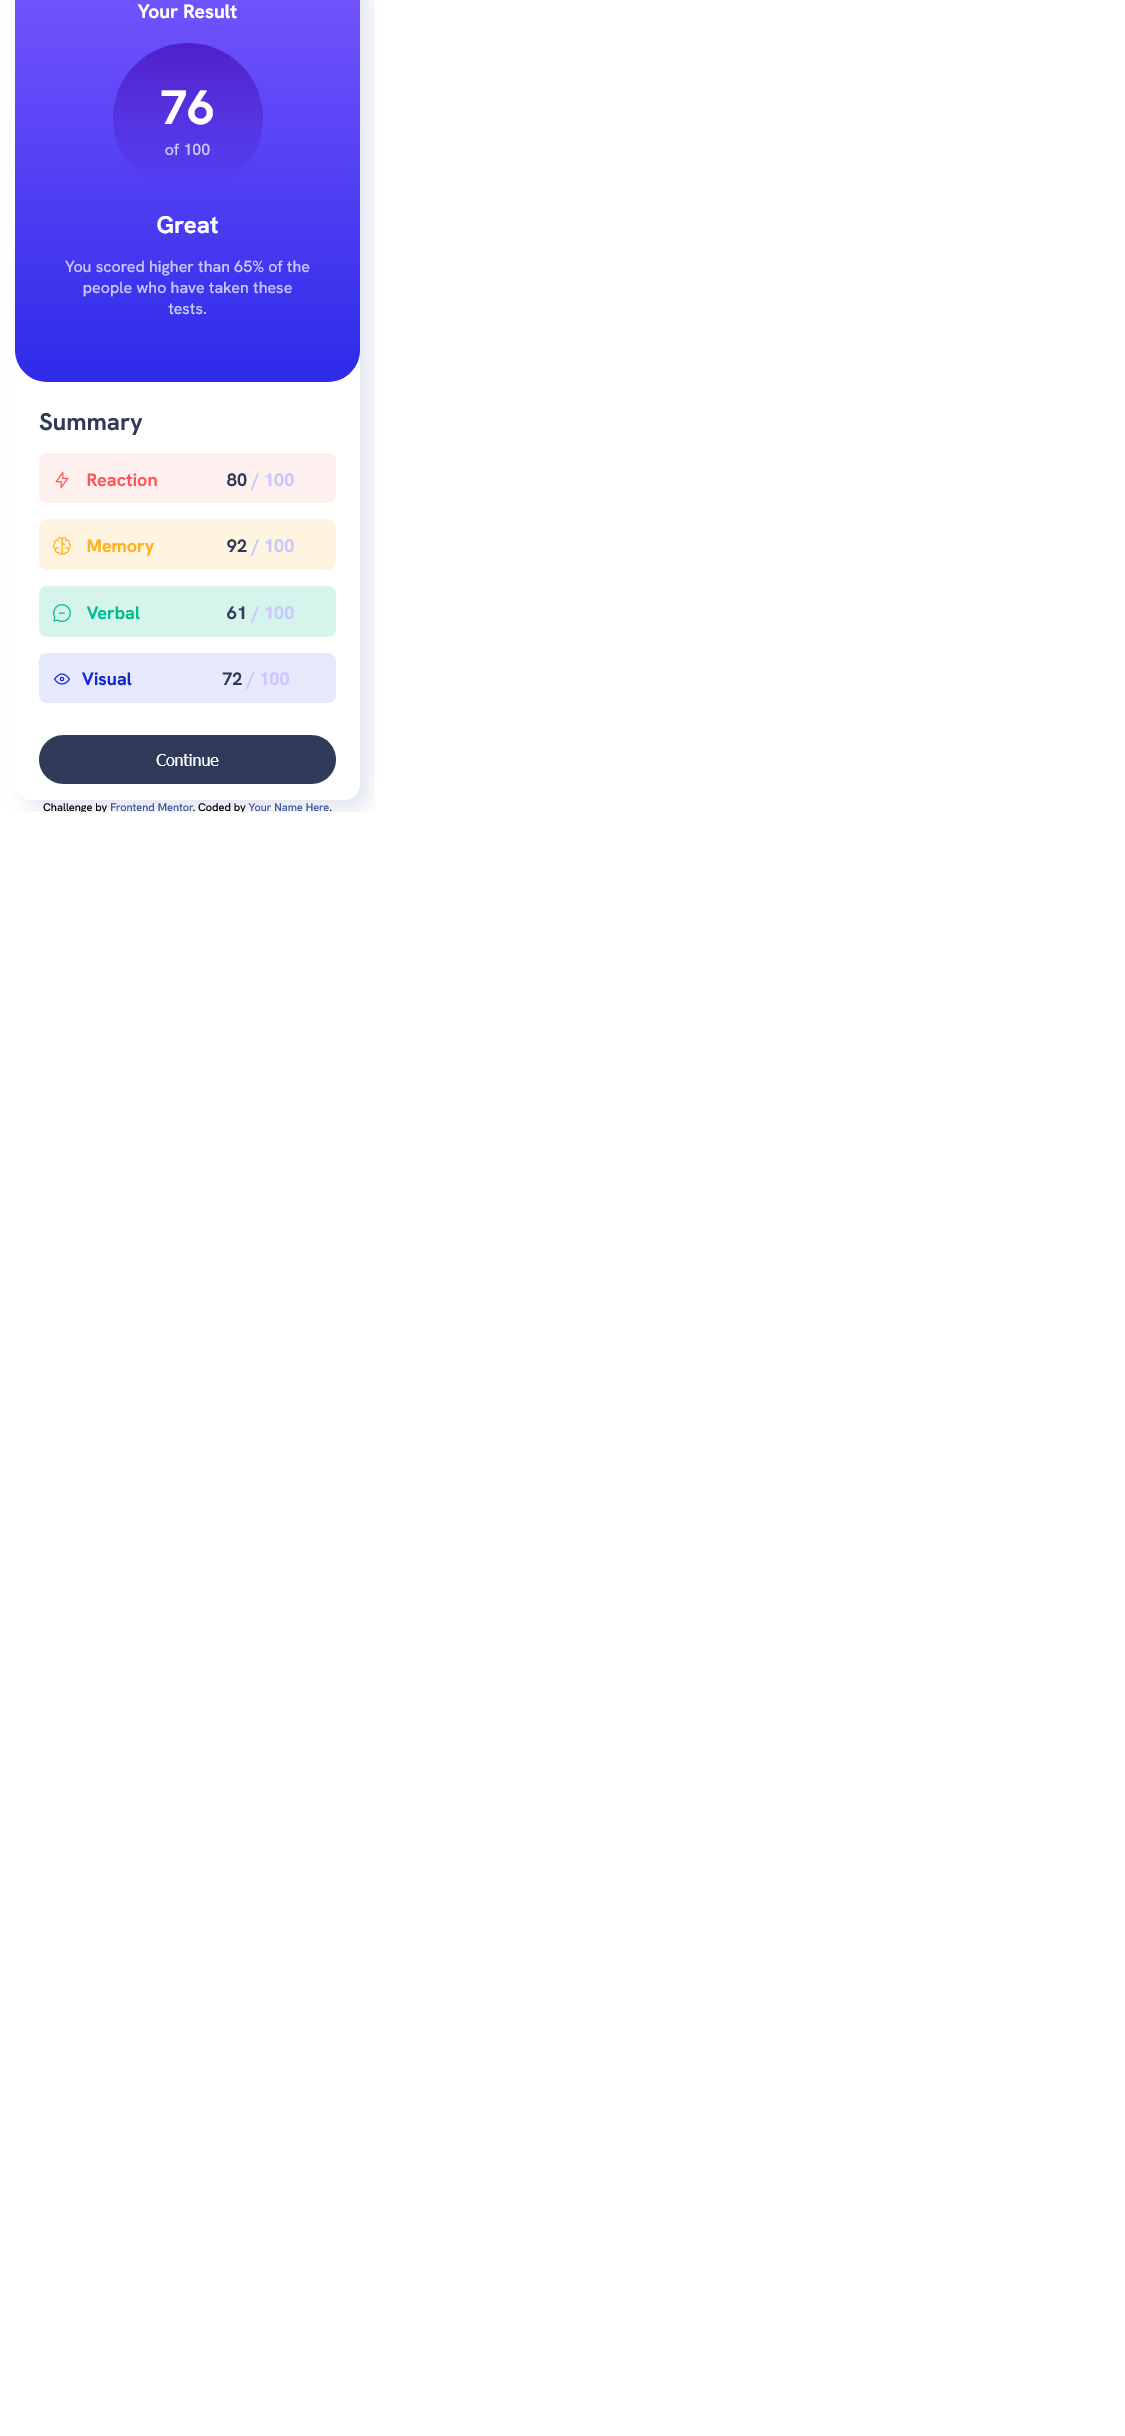 Your Result
76
of 100
Great
You scored higher than 65% of the
people who have taken these
tests.
Summary
Reaction 80 / 100
Memory 92 / 100
Verbal 61 / 100
Visual 72 / 100
Continue
Challenge by Frontend Mentor. Coded by Your Name Here.